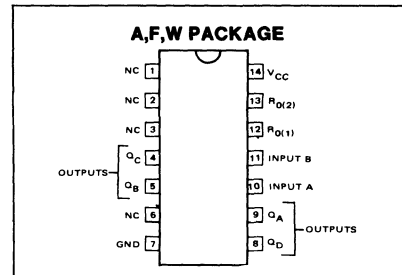 A,F,W PACKAGE
NC 1 14 VCC
NC 2 13 R0(2)
NC 3 12 R0(1)
QC 4 11 INPUT B
OUTPUTS
QB 5 10 INPUT A
NC 6 9 QA
OUTPUTS
GND 7 8 QD